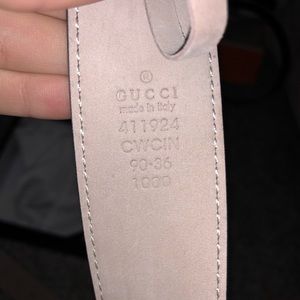 ®
GUCCI
made in italy
411924
CWCIN
90·36
1000